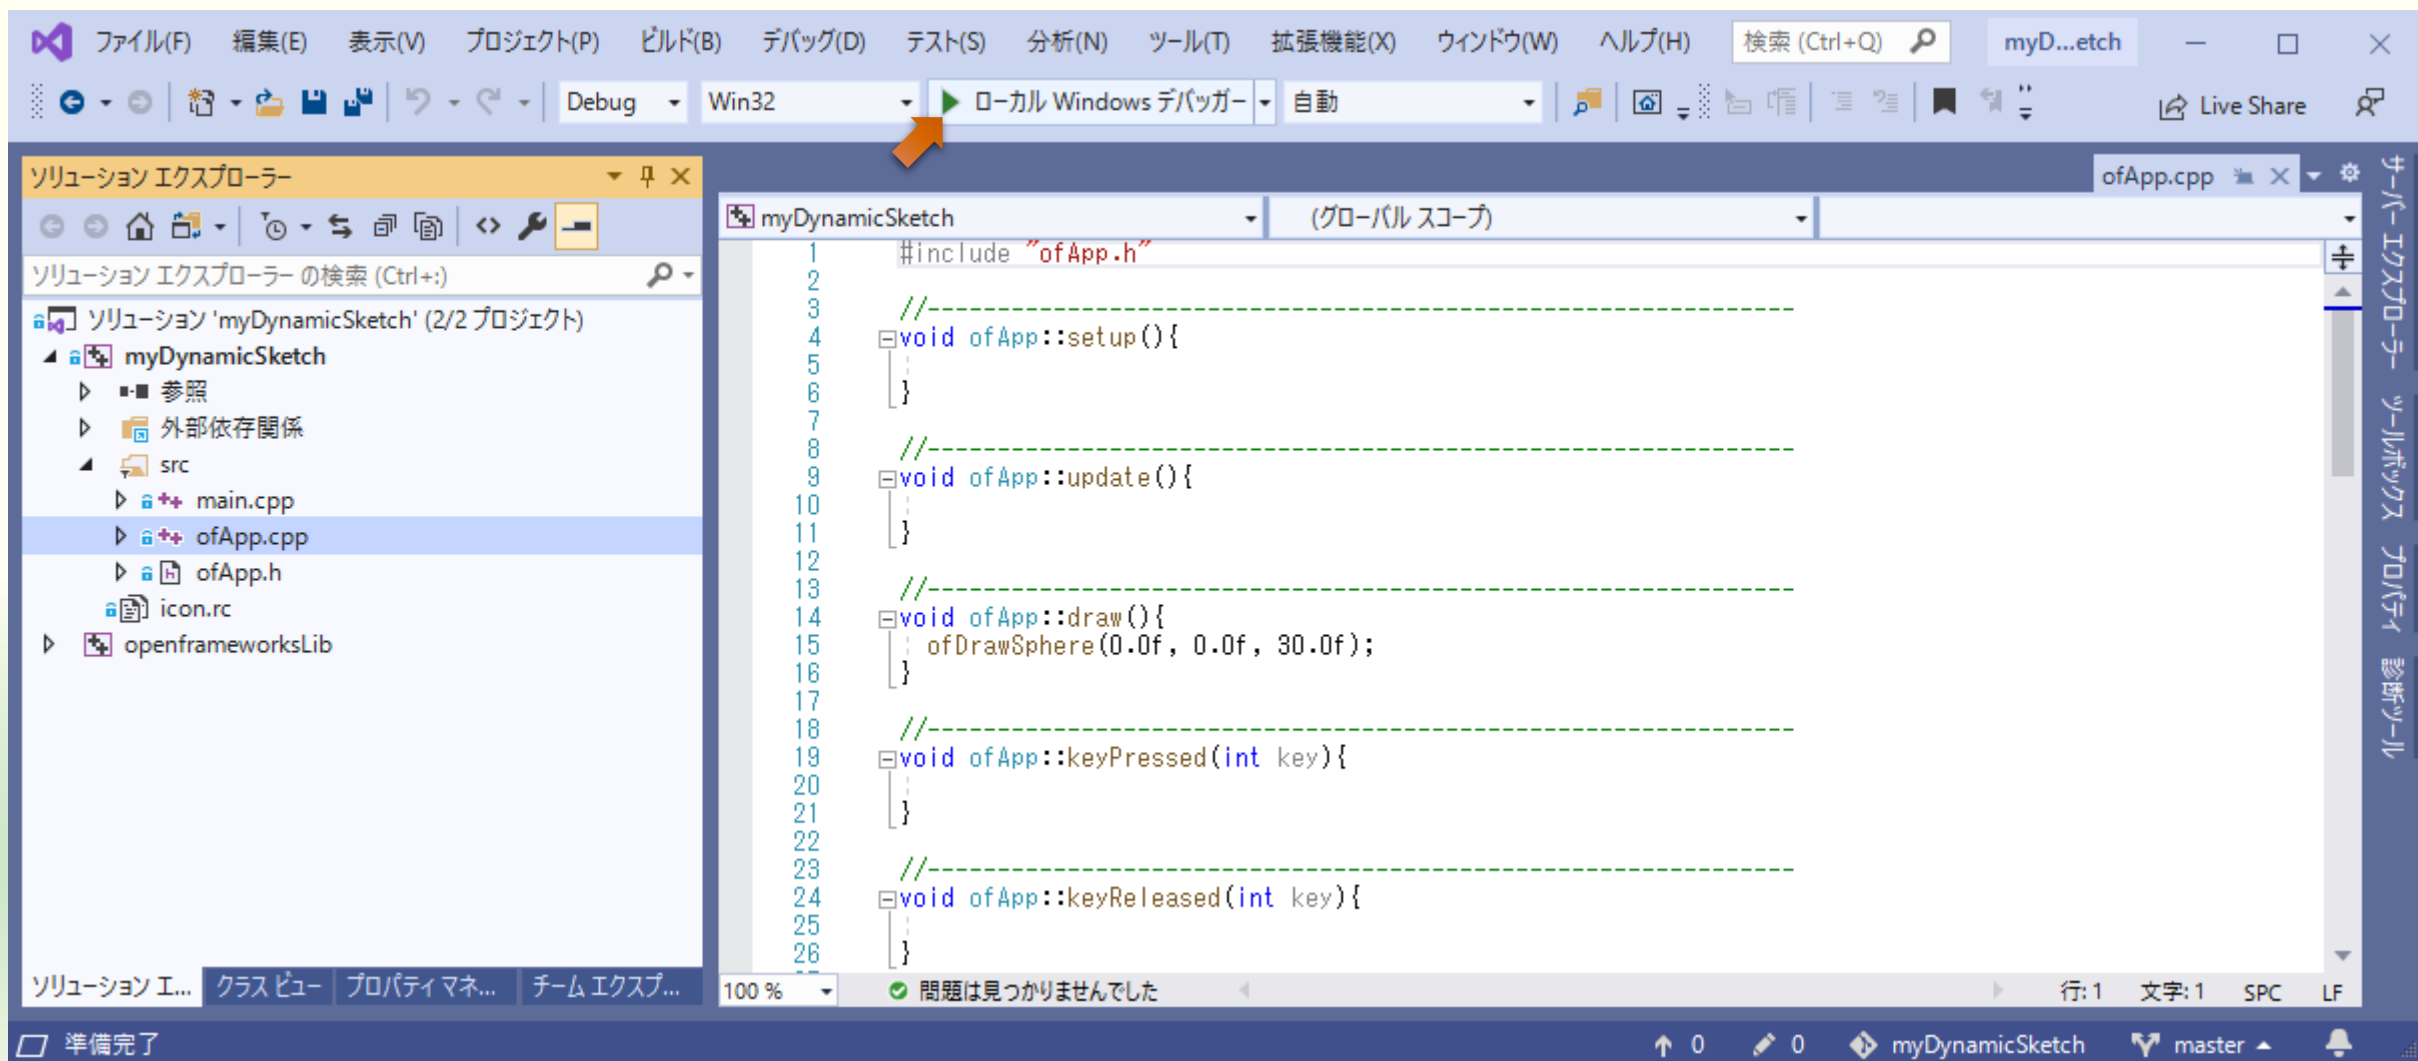 ファイル(F) 編集(E) 表示(V) プロジェクト(P) ビルド(B) デバッグ(D) テスト(S) 分析(N) ツール(T) 拡張機能(X) ウィンドウ(W) ヘルプ(H) 検索 (Ctrl+Q) myD...etch
Debug Win32 ローカル Windows デバッガー 自動 Live Share
ソリューション エクスプローラー
ソリューション エクスプローラー の検索 (Ctrl+:)
ソリューション 'myDynamicSketch' (2/2 プロジェクト)
myDynamicSketch
参照
外部依存関係
src
main.cpp
ofApp.cpp
ofApp.h
icon.rc
openframeworksLib
ソリューション エ... クラス ビュー プロパティ マネ... チーム エクスプ...
ofApp.cpp
myDynamicSketch (グローバル スコープ)
1 #include "ofApp.h"
2
3 //--------------------------------------------------------------
4 void ofApp::setup(){
5
6 }
7
8 //--------------------------------------------------------------
9 void ofApp::update(){
10
11 }
12
13 //--------------------------------------------------------------
14 void ofApp::draw(){
15 ofDrawSphere(0.0f, 0.0f, 30.0f);
16 }
17
18 //--------------------------------------------------------------
19 void ofApp::keyPressed(int key){
20
21 }
22
23 //--------------------------------------------------------------
24 void ofApp::keyReleased(int key){
25
26 }
100 % 問題は見つかりませんでした 行: 1 文字: 1 SPC LF
サーバー エクスプローラー
ツールボックス
プロパティ
診断ツール
準備完了 0 0 myDynamicSketch master